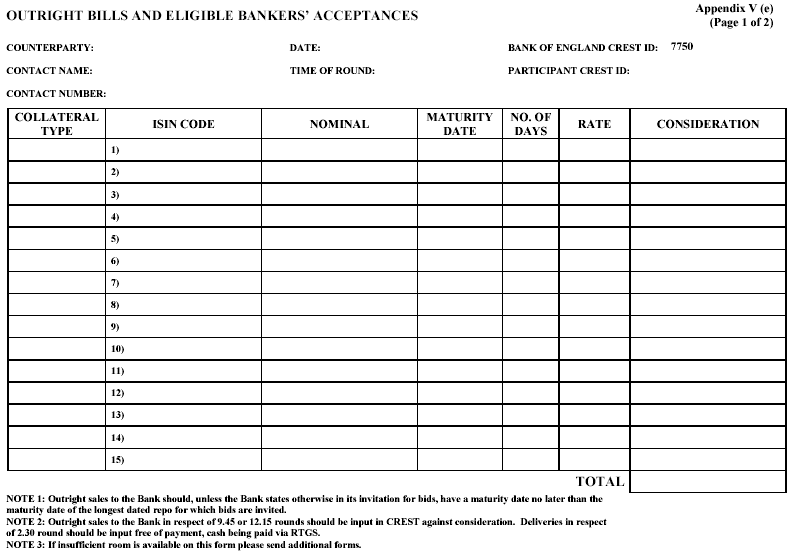 OUTRIGHT BILLS AND ELIGIBLE BANKERS' ACCEPTANCES
Appendix V (e)
(Page 1 of 2)
COUNTERPARTY: DATE: BANK OF ENGLAND CREST ID: 7750
CONTACT NAME: TIME OF ROUND: PARTICIPANT CREST ID:
CONTACT NUMBER:
COLLATERAL TYPE ISIN CODE NOMINAL MATURITY DATE NO. OF DAYS RATE CONSIDERATION
1)
2)
3)
4)
5)
6)
7)
8)
9)
10)
11)
12)
13)
14)
15)
TOTAL
NOTE 1: Outright sales to the Bank should, unless the Bank states otherwise in its invitation for bids, have a maturity date no later than the
maturity date of the longest dated repo for which bids are invited.
NOTE 2: Outright sales to the Bank in respect of 9.45 or 12.15 rounds should be input in CREST against consideration. Deliveries in respect
of 2.30 round should be input free of payment, cash being paid via RTGS.
NOTE 3: If insufficient room is available on this form please send additional forms.